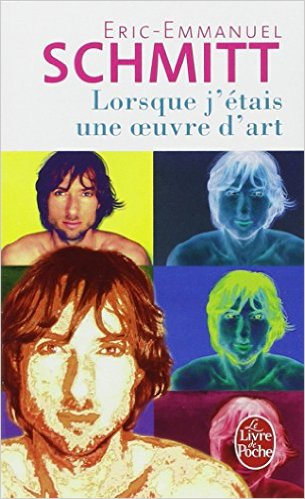 ERIC-EMMANUEL
SCHMITT
Lorsque j'étais
une œuvre d'art
Le
Livre
de
Poche